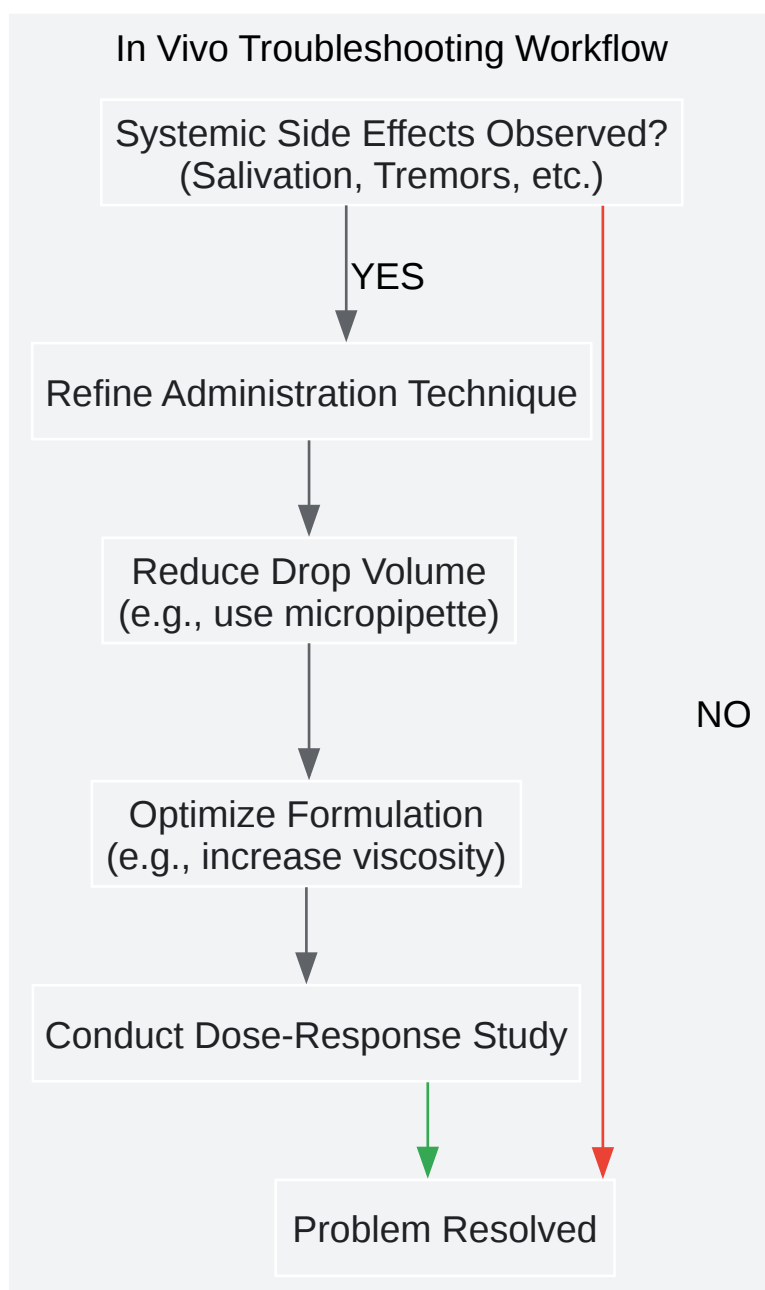 In Vivo Troubleshooting Workflow
Systemic Side Effects Observed?
(Salivation, Tremors, etc.)
YES
Refine Administration Technique
Reduce Drop Volume
(e.g., use micropipette)
NO
Optimize Formulation
(e.g., increase viscosity)
Conduct Dose-Response Study
Problem Resolved